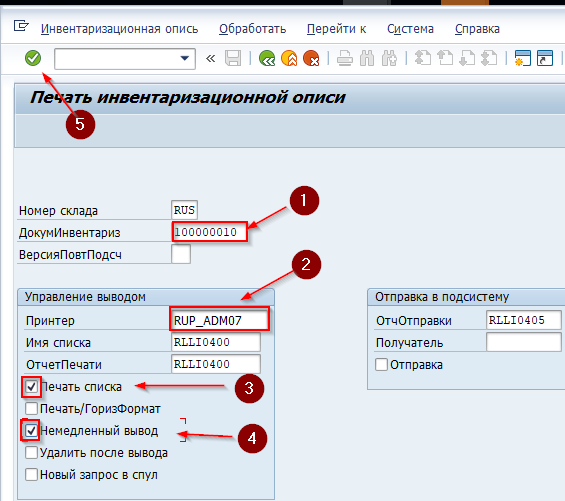 Инвентаризационная опись Обработать Перейти к Система Справка
«
Печать инвентаризационной описи
5
1
Номер склада RUS
ДокумИнвентариз 100000010
ВерсияПовтПодсч
2
Управление выводом
Принтер RUP_ADM07
Имя списка RLLI0400
ОтчетПечати RLLI0400
Печать списка
3
Печать/ГоризФормат
Немедленный вывод
4
Удалить после вывода
Новый запрос в спул
Отправка в подсистему
ОтчОтправки RLLI0405
Получатель
Отправка